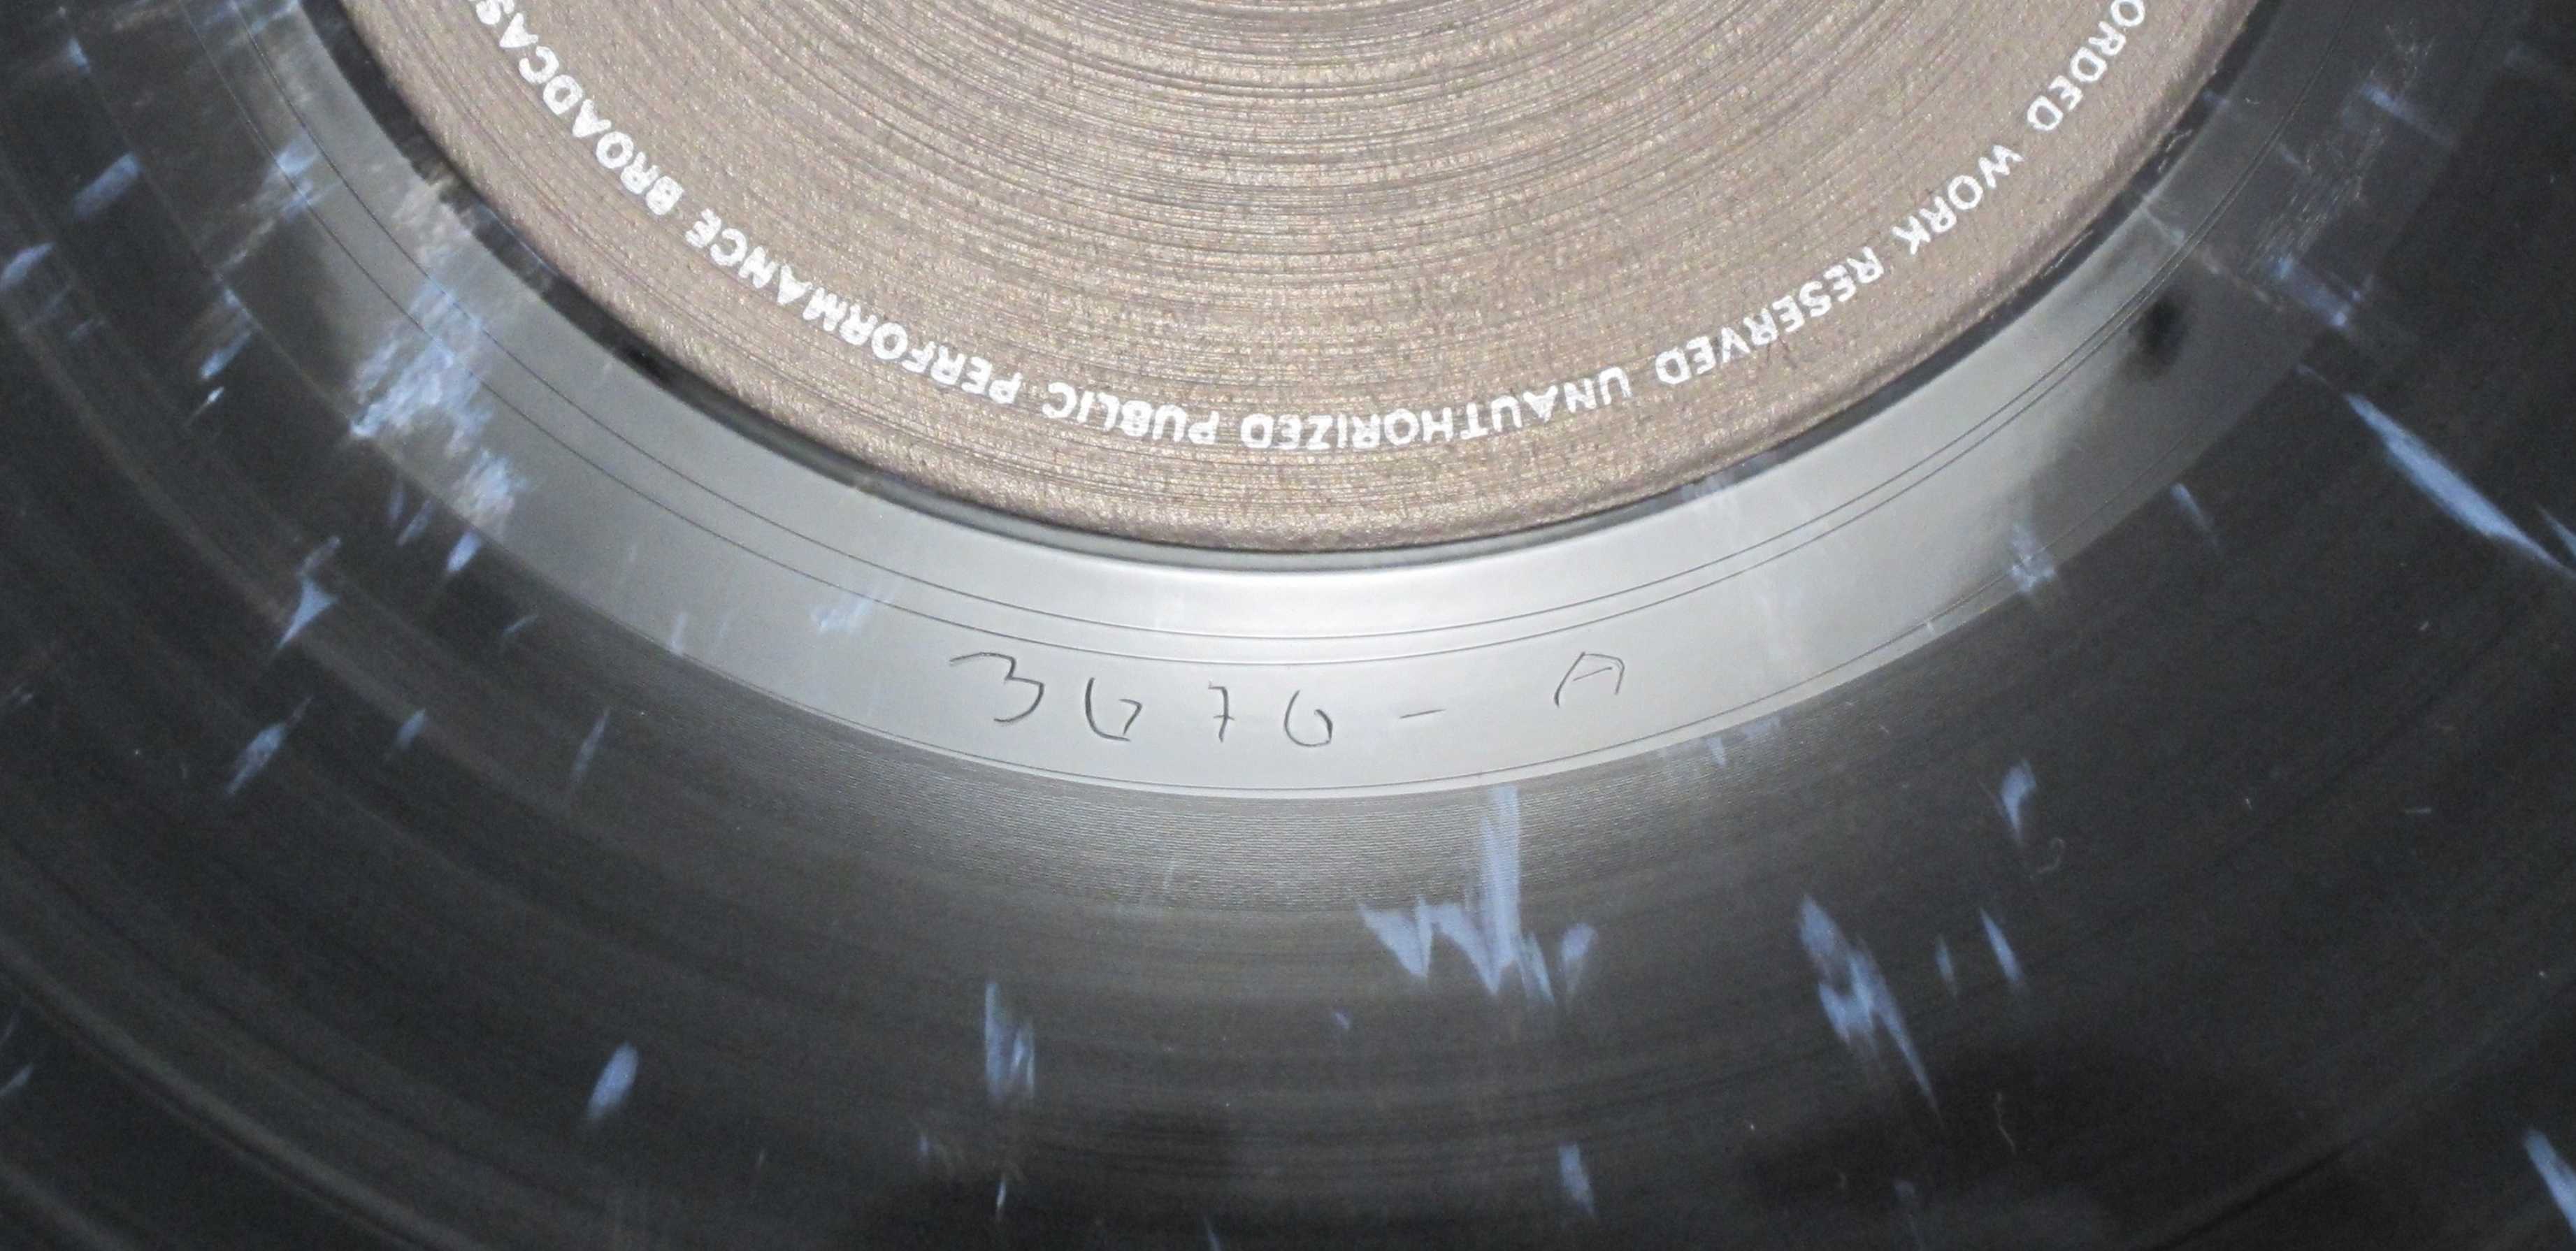 ORDED WORK RESERVED UNAUTHORIZED PUBLIC PERFORMANCE BROADCAS
3676 - A